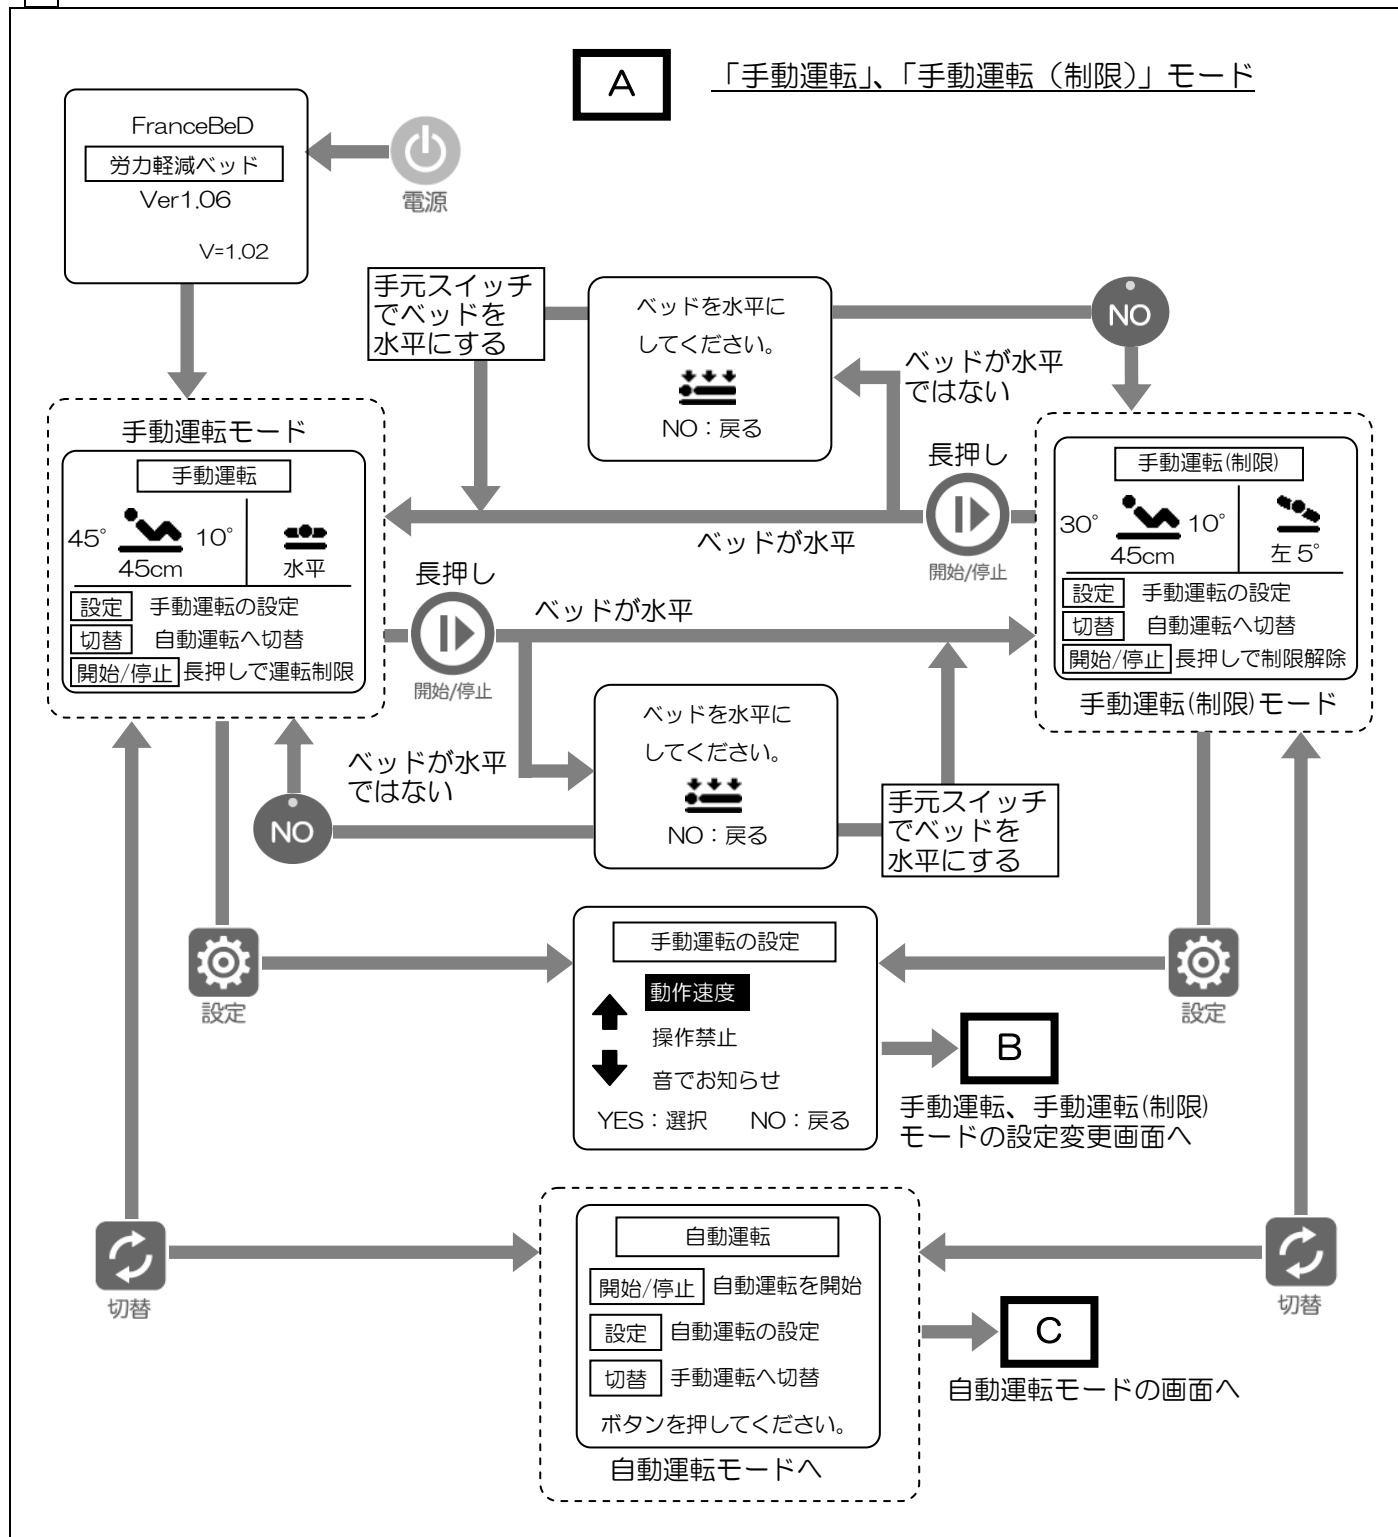 A
「手動運転」、「手動運転（制限）」モード
FranceBeD
労力軽減ベッド
Ver1.06
V=1.02
電源
手元スイッチ
でベッドを
水平にする
ベッドを水平に
してください。
NO：戻る
NO
ベッドが水平
ではない
手動運転モード
手動運転
45°
10°
45cm
水平
設定 手動運転の設定
切替 自動運転へ切替
開始/停止 長押しで運転制限
長押し
開始/停止
ベッドが水平
手動運転(制限)
30°
10°
45cm
左 5°
設定 手動運転の設定
切替 自動運転へ切替
開始/停止 長押しで制限解除
手動運転(制限)モード
長押し
開始/停止
ベッドが水平
ベッドが水平
ではない
NO
ベッドを水平に
してください。
NO：戻る
手元スイッチ
でベッドを
水平にする
設定
手動運転の設定
動作速度
操作禁止
音でお知らせ
YES：選択 NO：戻る
設定
B
手動運転、手動運転(制限)
モードの設定変更画面へ
切替
自動運転
開始/停止 自動運転を開始
設定 自動運転の設定
切替 手動運転へ切替
ボタンを押してください。
自動運転モードへ
切替
C
自動運転モードの画面へ